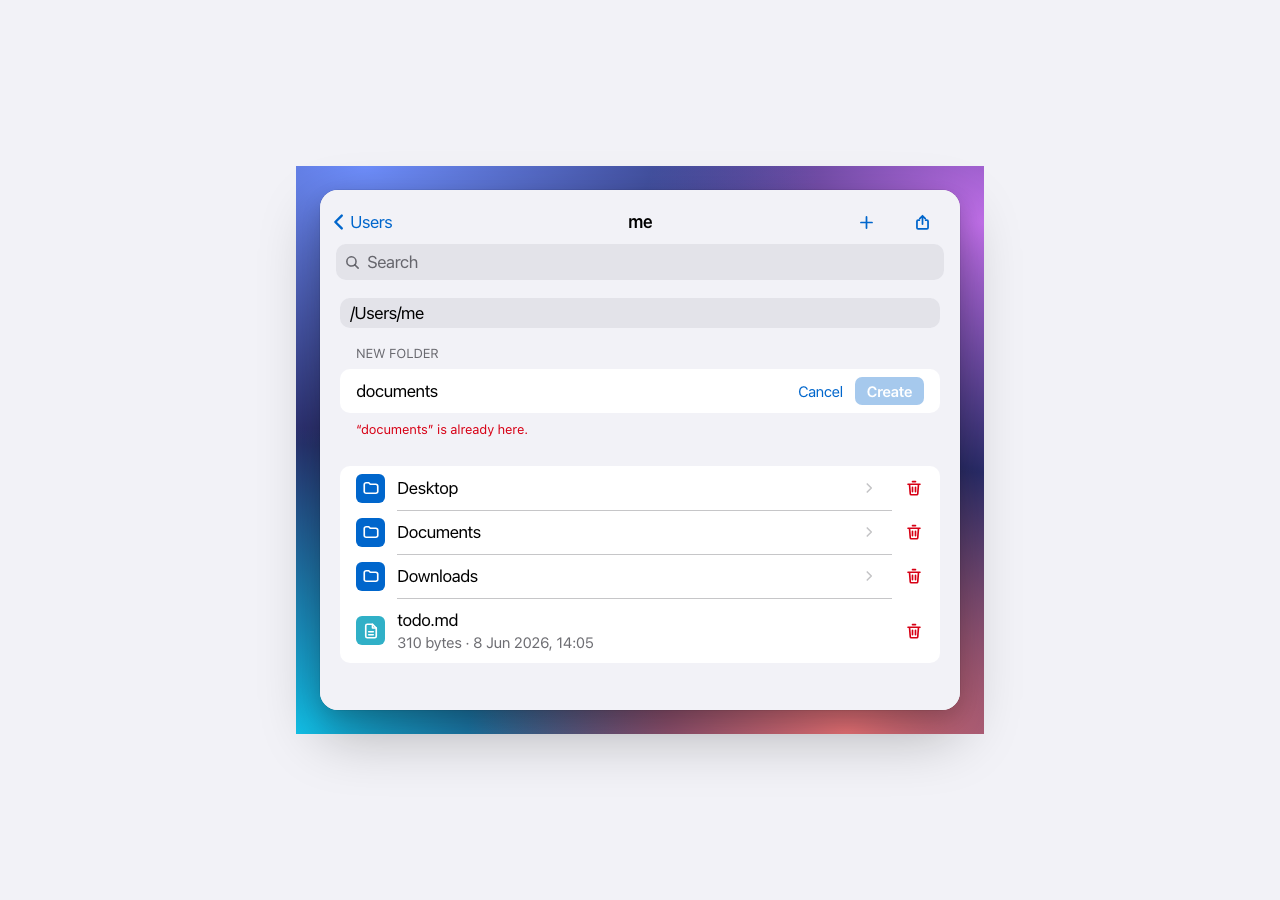 Users
me
Search
/Users/me
NEW FOLDER
documents
Cancel
Create
“documents” is already here.
Desktop
Documents
Downloads
todo.md
310 bytes · 8 Jun 2026, 14:05